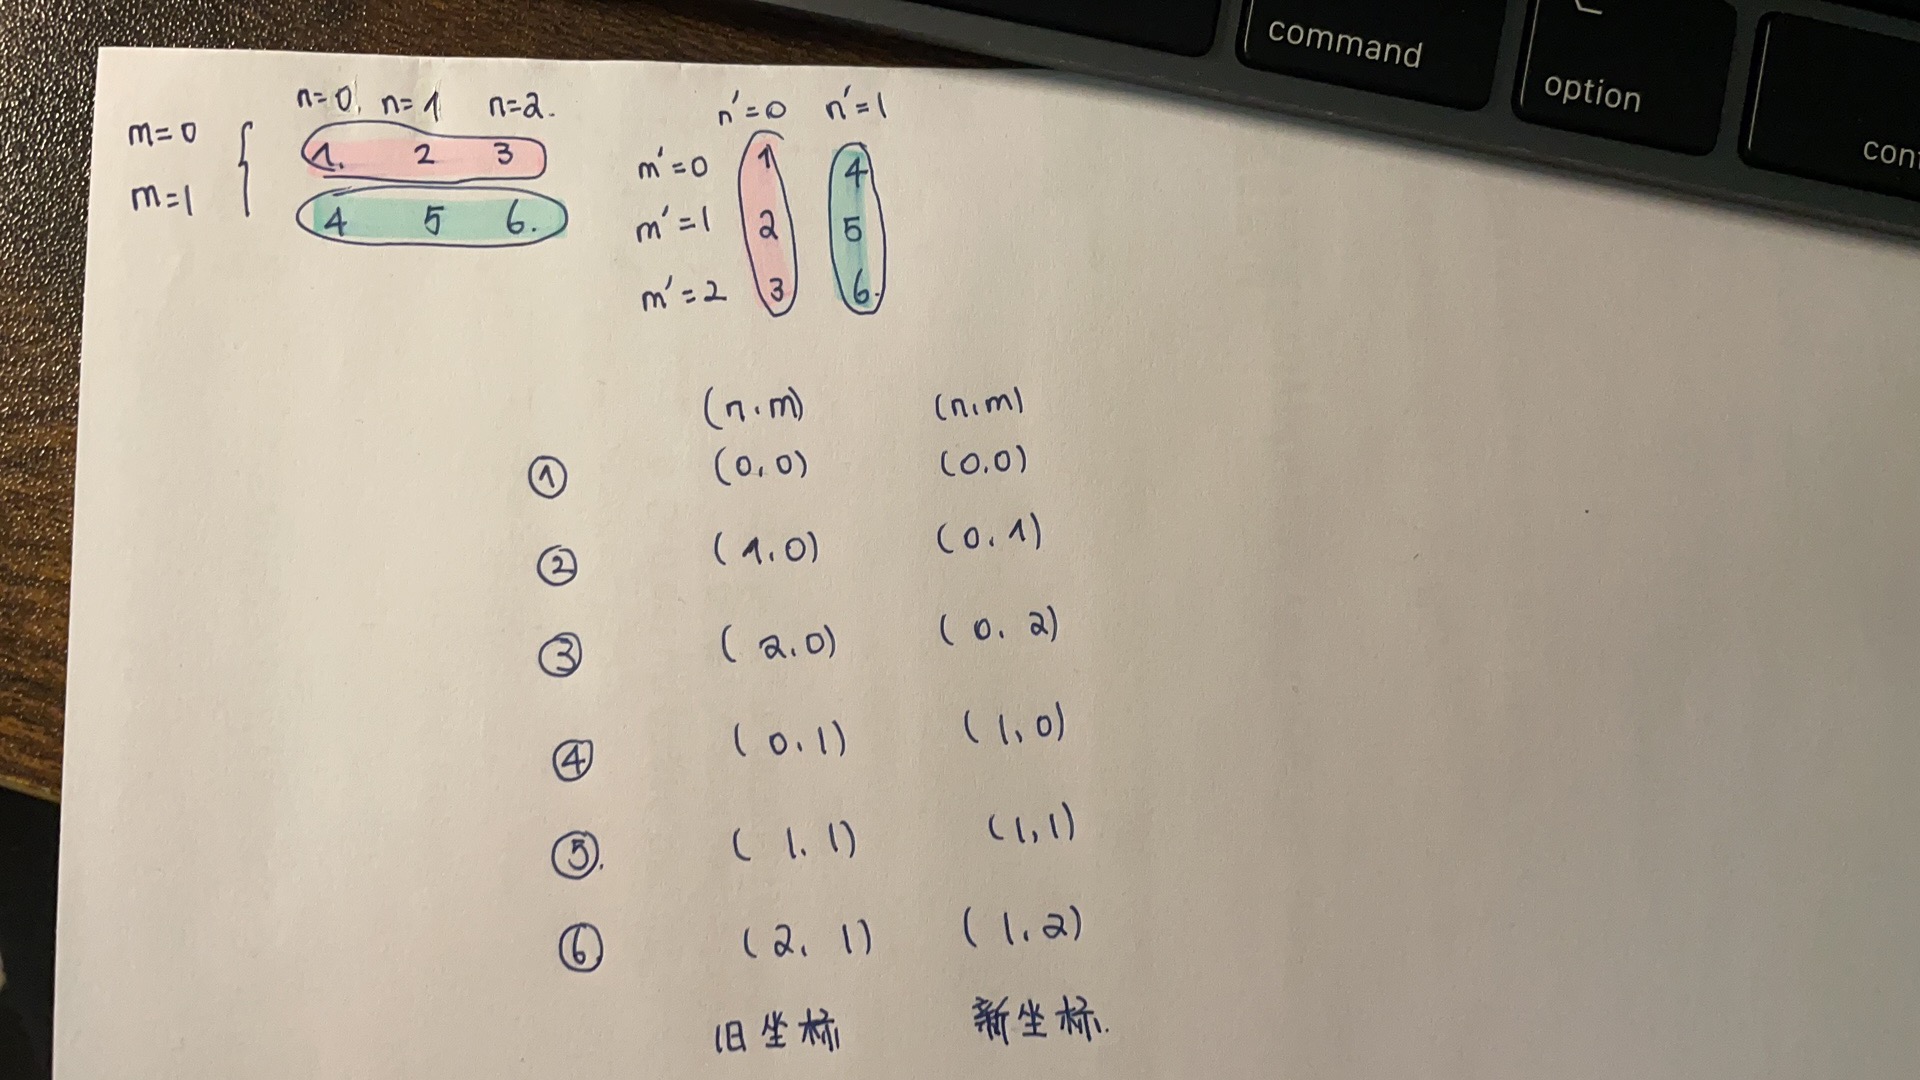 command
option
n=0, n=1 n=2.
m=0
m=1
1. 2 3
4 5 6.
n'=0 n'=1
m'=0 1 4
m'=1 2 5
m'=2 3 6.
(n.m) (n.m)
① (0,0) (0.0)
② (1.0) (0.1)
③ (2.0) (0.2)
④ (0.1) (1,0)
⑤. (1.1) (1,1)
⑥ (2.1) (1.2)
旧坐标 新坐标.